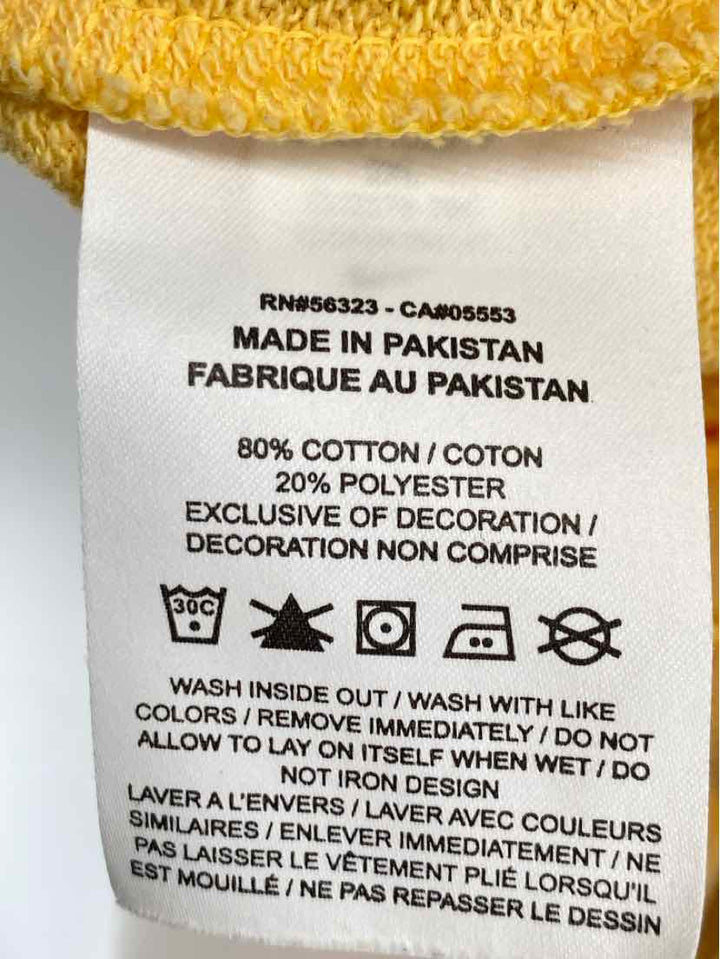 RN#56323 - CA#05553
MADE IN PAKISTAN
FABRIQUE AU PAKISTAN
80% COTTON / COTON
20% POLYESTER
EXCLUSIVE OF DECORATION /
DECORATION NON COMPRISE
30C
WASH INSIDE OUT / WASH WITH LIKE
COLORS / REMOVE IMMEDIATELY / DO NOT
ALLOW TO LAY ON ITSELF WHEN WET / DO
NOT IRON DESIGN
LAVER A L'ENVERS / LAVER AVEC COULEURS
SIMILAIRES / ENLEVER IMMEDIATEMENT / NE
PAS LAISSER LE VÊTEMENT PLIÉ LORSQU'IL
EST MOUILLÉ / NE PAS REPASSER LE DESSIN